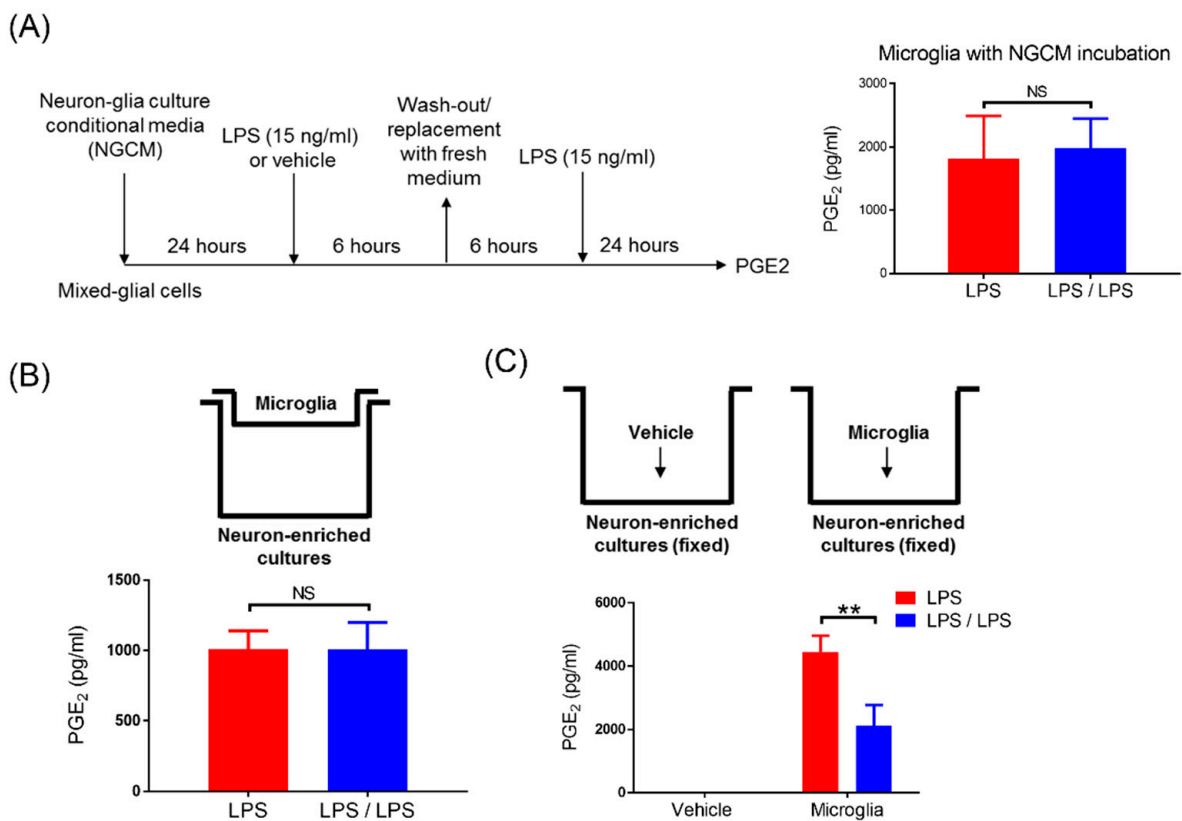 (A)
Neuron-glia culture
conditional media
(NGCM)
LPS (15 ng/ml)
or vehicle
Wash-out/
replacement
with fresh
medium
LPS (15 ng/ml)
24 hours
6 hours
6 hours
24 hours
PGE2
Mixed-glial cells
Microglia with NGCM incubation
PGE₂ (pg/ml)
3000
2000
1000
0
NS
LPS
LPS / LPS
(B)
Microglia
Neuron-enriched
cultures
PGE₂ (pg/ml)
1500
1000
500
0
NS
LPS
LPS / LPS
(C)
Vehicle
Neuron-enriched
cultures (fixed)
Microglia
Neuron-enriched
cultures (fixed)
PGE₂ (pg/ml)
6000
4000
2000
0
**
LPS
LPS / LPS
Vehicle
Microglia